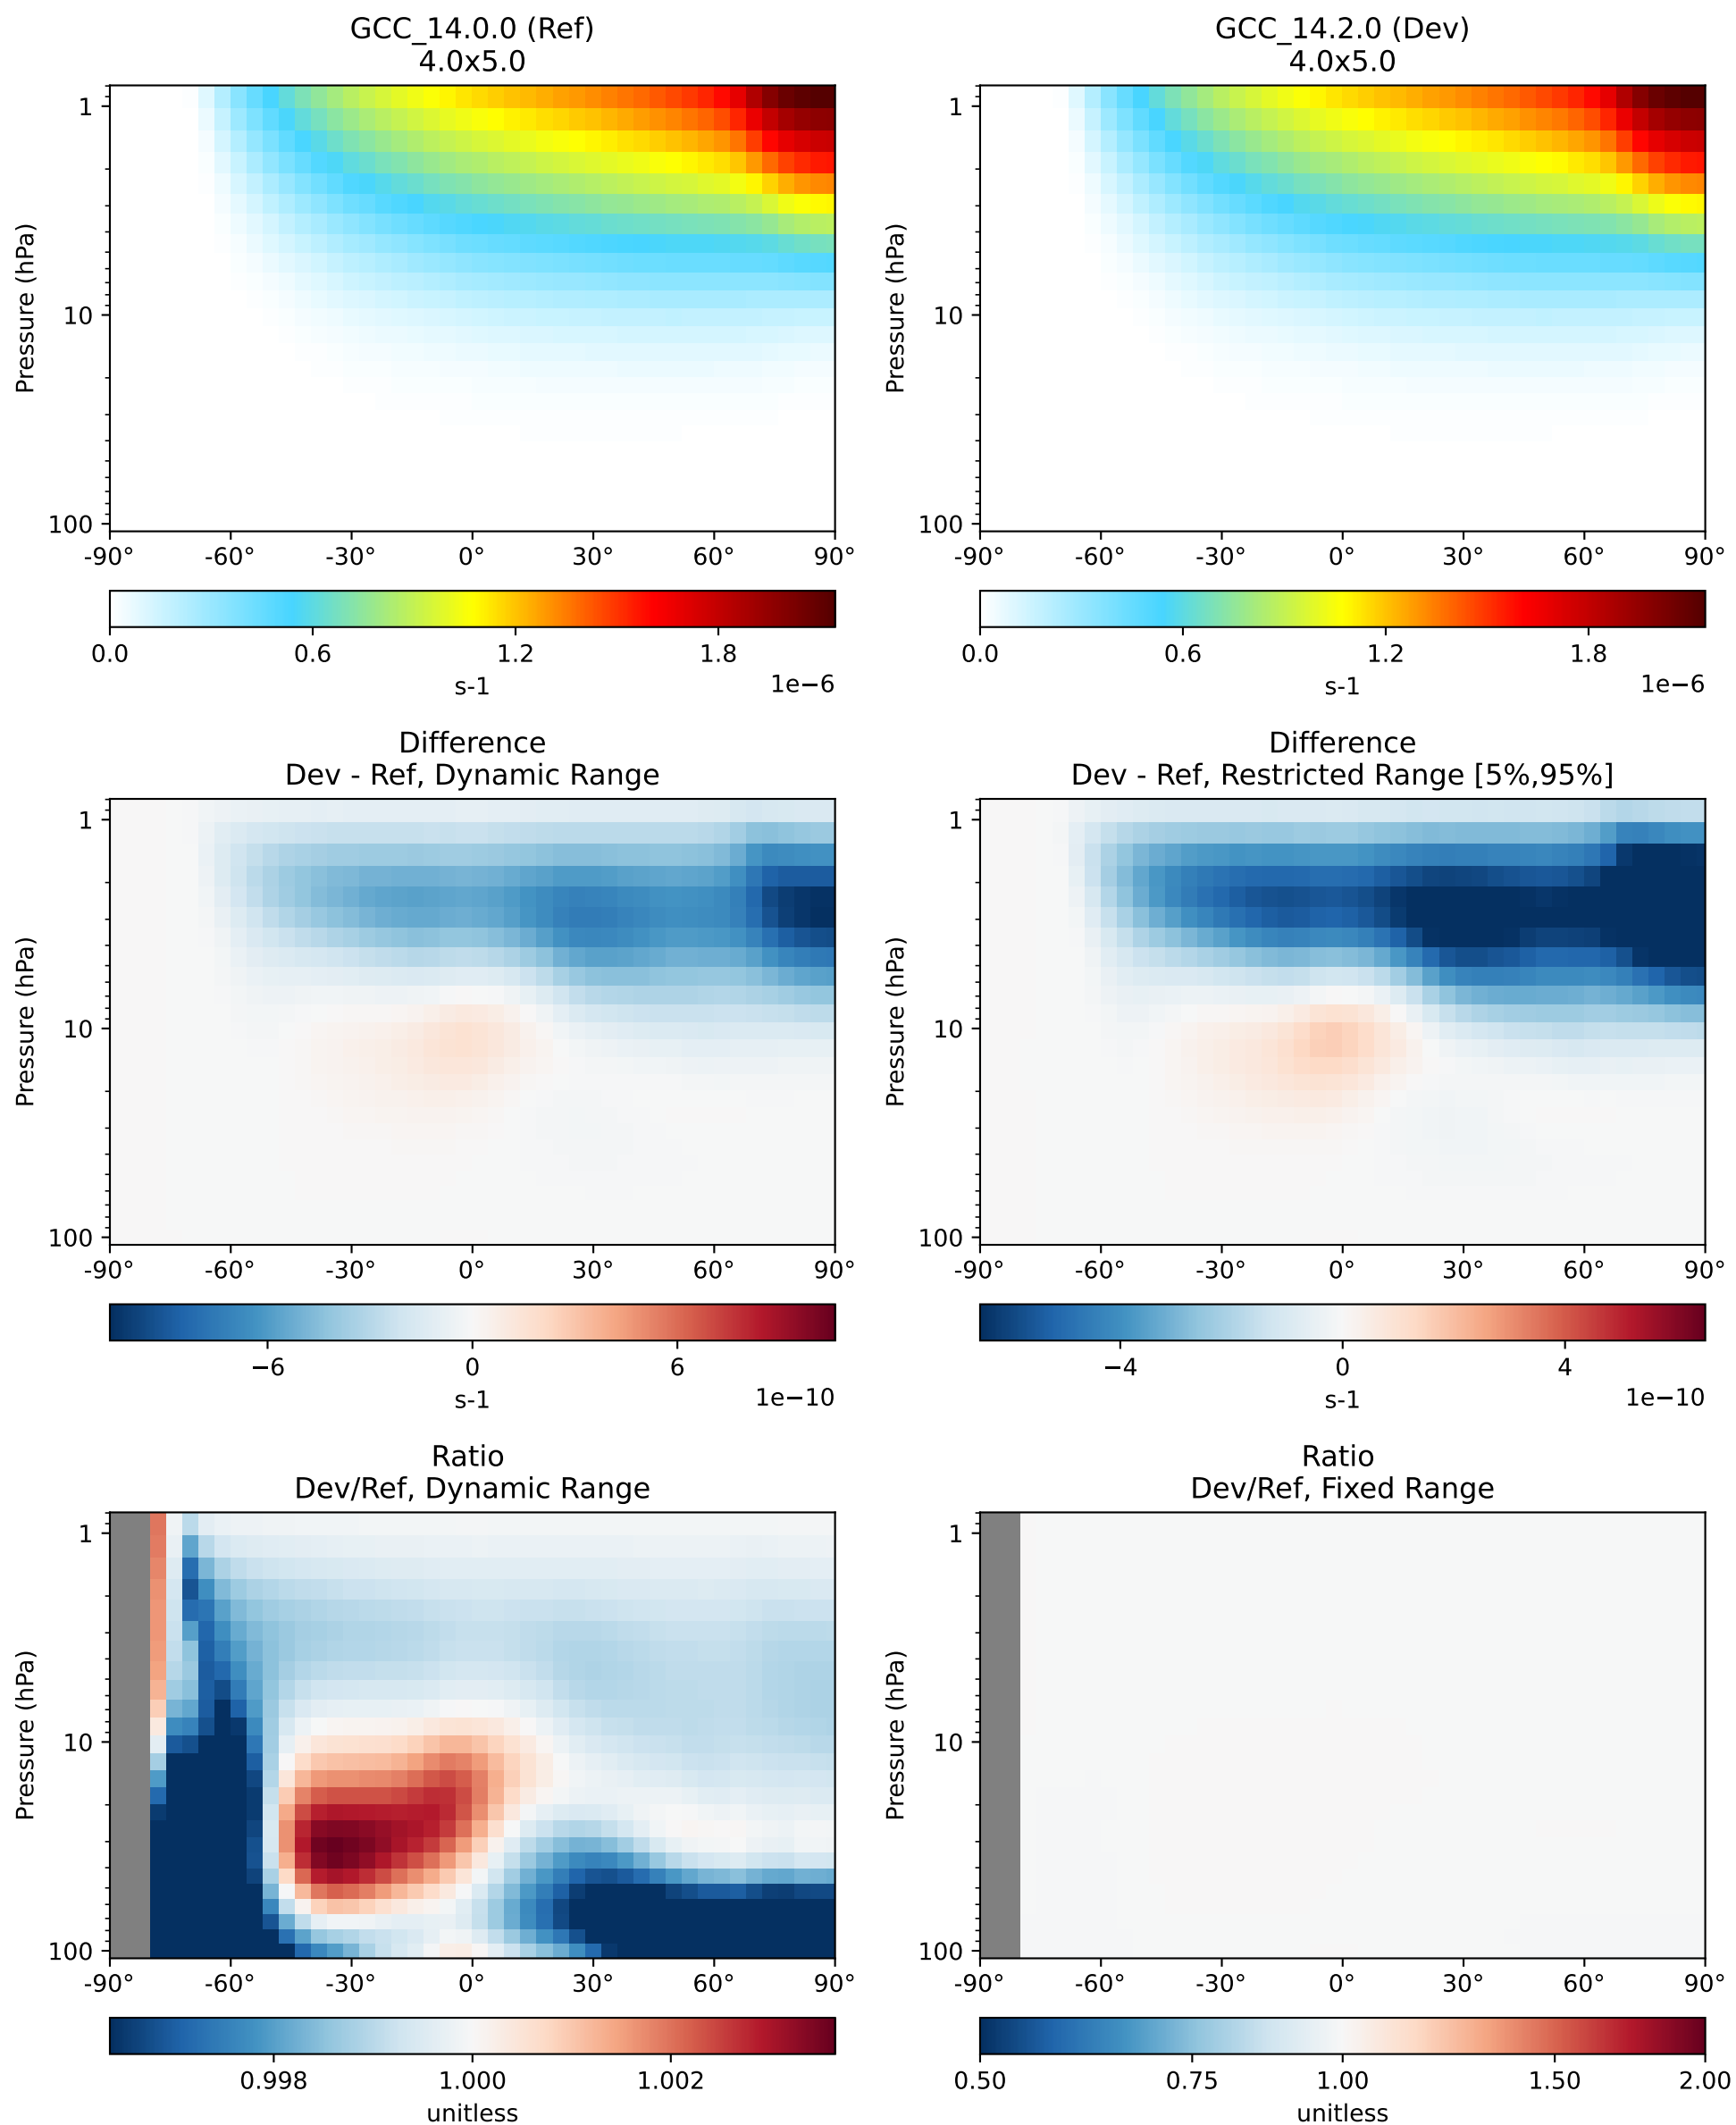 GCC_14.0.0 (Ref)
4.0x5.0
Pressure (hPa)
1
10
100
-90° -60° -30° 0° 30° 60° 90°
0.0 0.6 1.2 1.8
s-1 1e−6
GCC_14.2.0 (Dev)
4.0x5.0
Pressure (hPa)
1
10
100
-90° -60° -30° 0° 30° 60° 90°
0.0 0.6 1.2 1.8
s-1 1e−6
Difference
Dev - Ref, Dynamic Range
Pressure (hPa)
1
10
100
-90° -60° -30° 0° 30° 60° 90°
−6 0 6
s-1 1e−10
Difference
Dev - Ref, Restricted Range [5%,95%]
Pressure (hPa)
1
10
100
-90° -60° -30° 0° 30° 60° 90°
−4 0 4
s-1 1e−10
Ratio
Dev/Ref, Dynamic Range
Pressure (hPa)
1
10
100
-90° -60° -30° 0° 30° 60° 90°
0.998 1.000 1.002
unitless
Ratio
Dev/Ref, Fixed Range
Pressure (hPa)
1
10
100
-90° -60° -30° 0° 30° 60° 90°
0.50 0.75 1.00 1.50 2.00
unitless